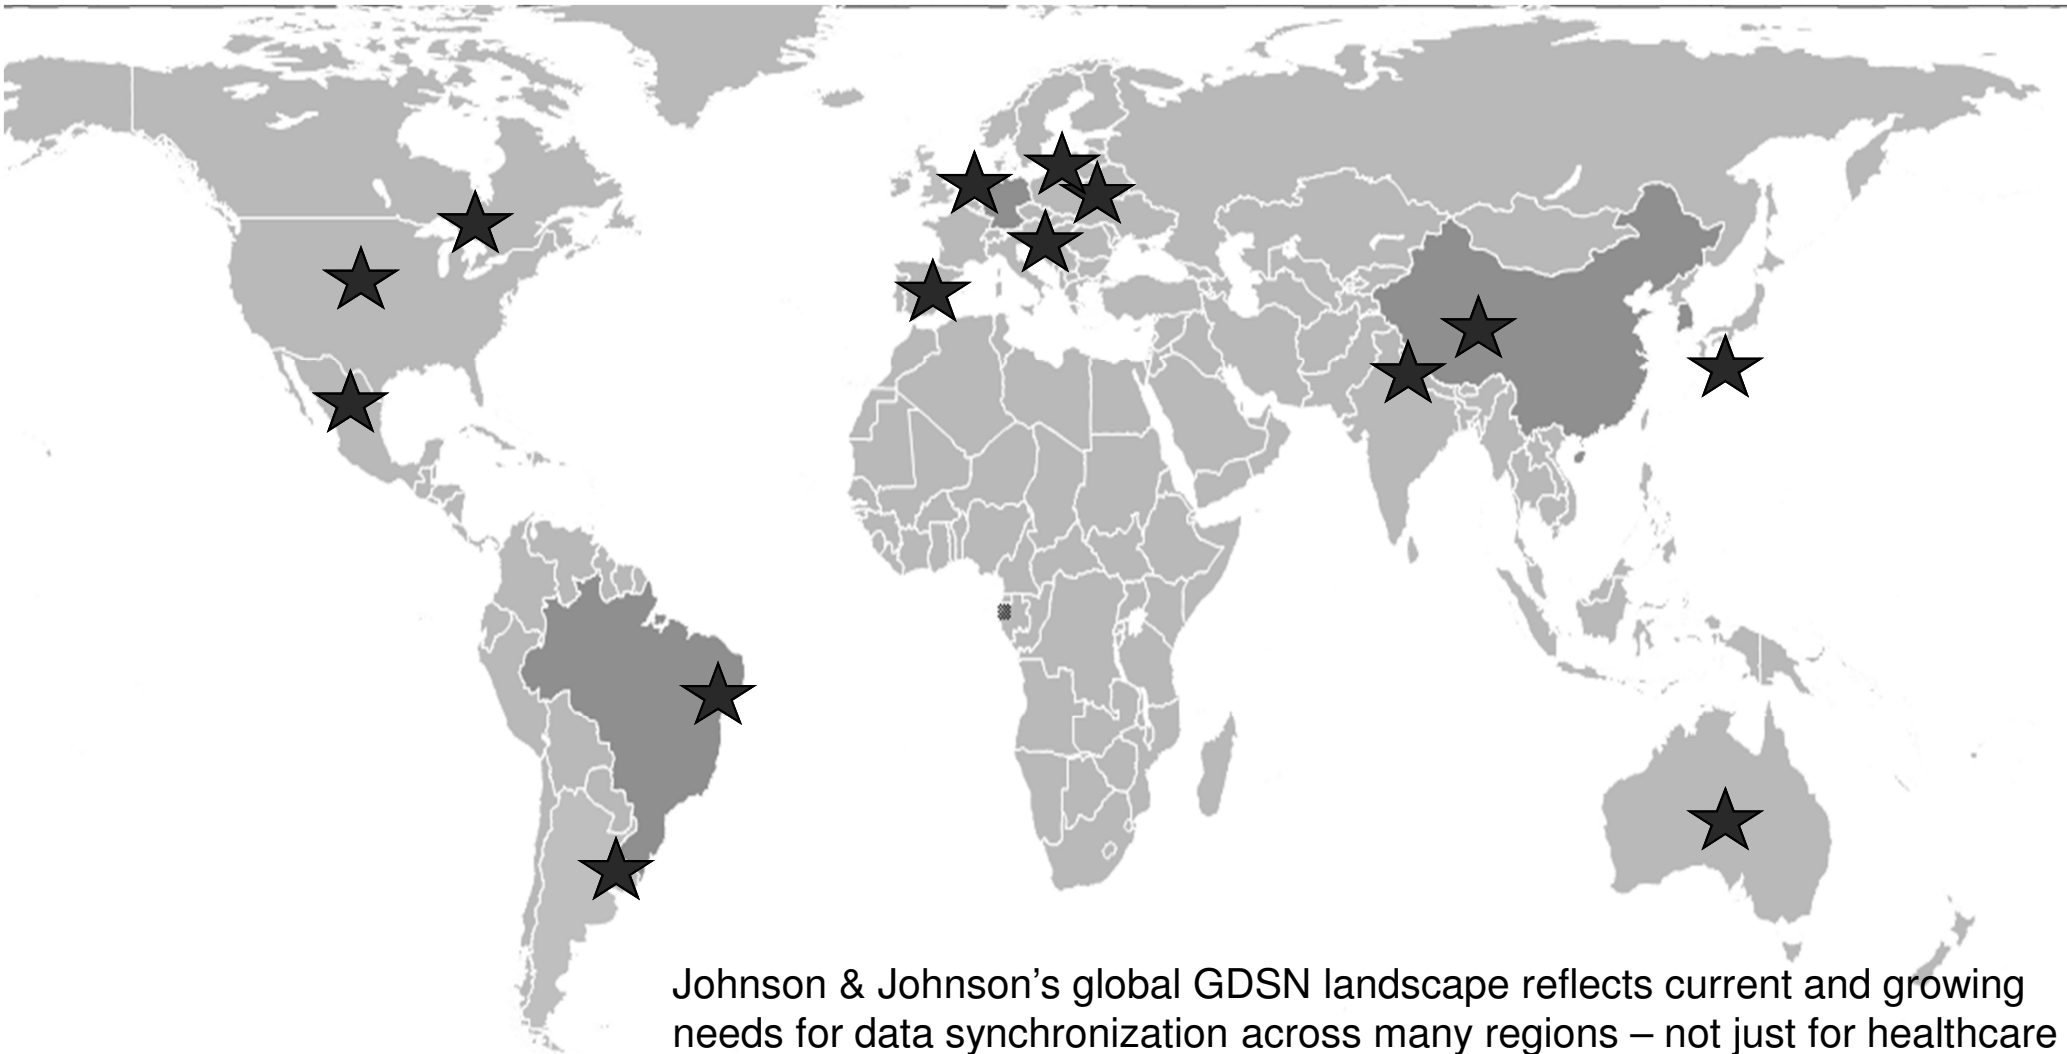 Johnson & Johnson’s global GDSN landscape reflects current and growing
needs for data synchronization across many regions – not just for healthcare